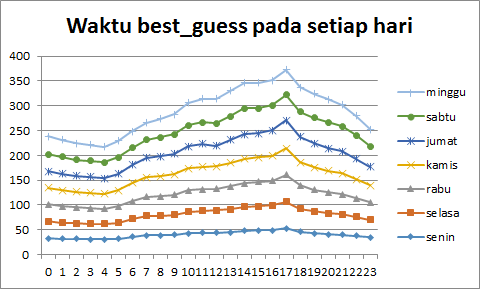 Waktu best_guess pada setiap hari
400
350
300
250
200
150
100
50
0
0 1 2 3 4 5 6 7 8 9 10 11 12 13 14 15 16 17 18 19 20 21 22 23
minggu
sabtu
jumat
kamis
rabu
selasa
senin